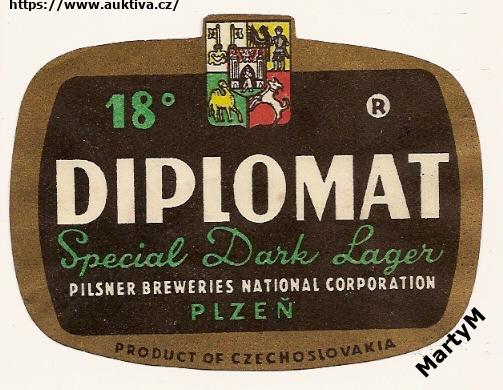 https://www.auktiva.cz/
18°
®
DIPLOMAT
Special Dark Lager
PILSNER BREWERIES NATIONAL CORPORATION
PLZEŇ
PRODUCT OF CZECHOSLOVAKIA
MartyM